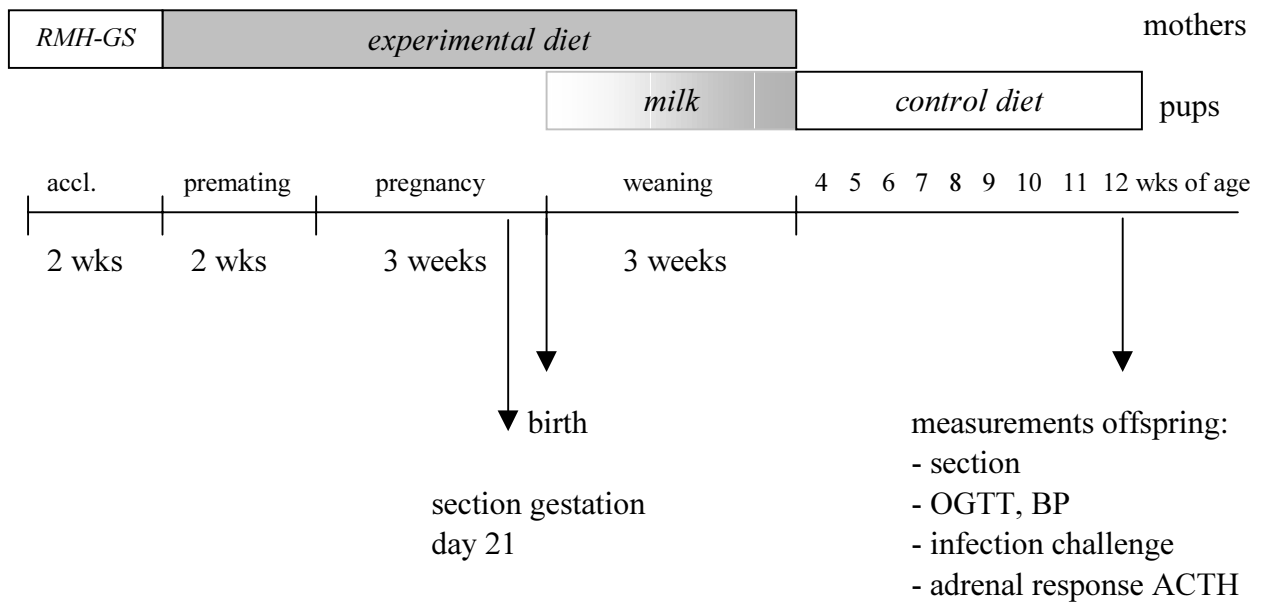 RMH-GS experimental diet mothers
milk control diet pups
accl. premating pregnancy weaning 4 5 6 7 8 9 10 11 12 wks of age
2 wks 2 wks 3 weeks 3 weeks
birth
section gestation
day 21
measurements offspring:
- section
- OGTT, BP
- infection challenge
- adrenal response ACTH